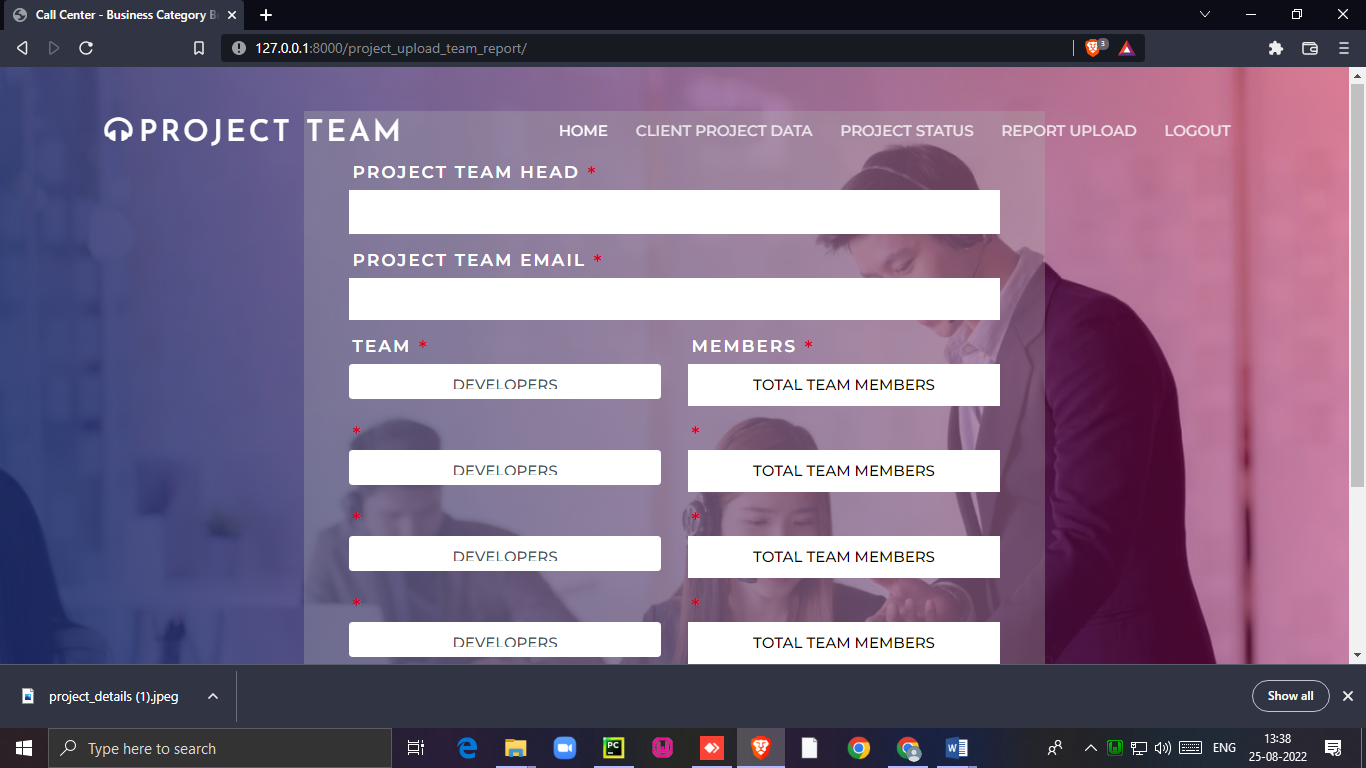 Call Center - Business Category B
127.0.0.1:8000/project_upload_team_report/
3
PROJECT TEAM
HOME CLIENT PROJECT DATA PROJECT STATUS REPORT UPLOAD LOGOUT
PROJECT TEAM HEAD *
PROJECT TEAM EMAIL *
TEAM * MEMBERS *
DEVELOPERS TOTAL TEAM MEMBERS
* *
DEVELOPERS TOTAL TEAM MEMBERS
* *
DEVELOPERS TOTAL TEAM MEMBERS
* *
DEVELOPERS TOTAL TEAM MEMBERS
project_details (1).jpeg Show all
Type here to search
PC
W
ENG
13:38
25-08-2022